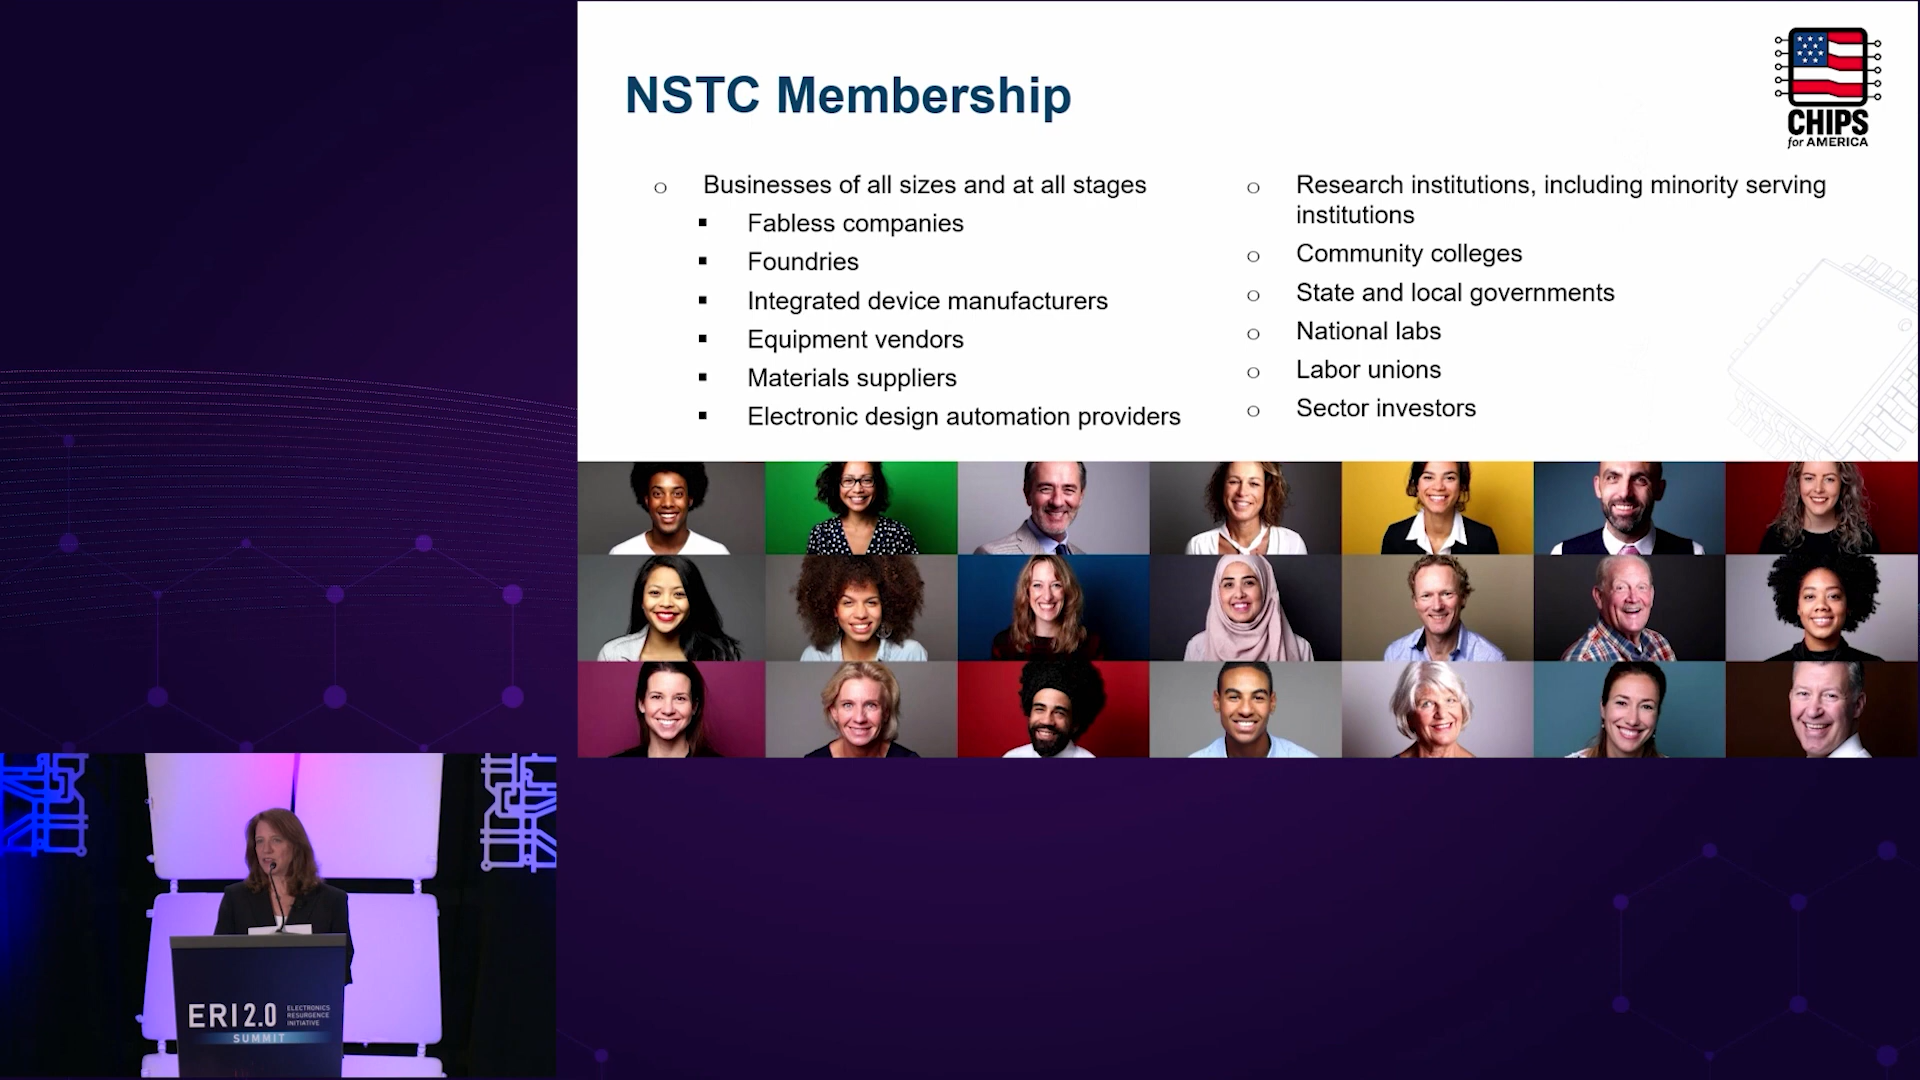 NSTC Membership
CHIPS
for AMERICA
Businesses of all sizes and at all stages
Fabless companies
Foundries
Integrated device manufacturers
Equipment vendors
Materials suppliers
Electronic design automation providers
Research institutions, including minority serving
institutions
Community colleges
State and local governments
National labs
Labor unions
Sector investors
ERI 2.0
ELECTRONICS
RESURGENCE
INITIATIVE
SUMMIT